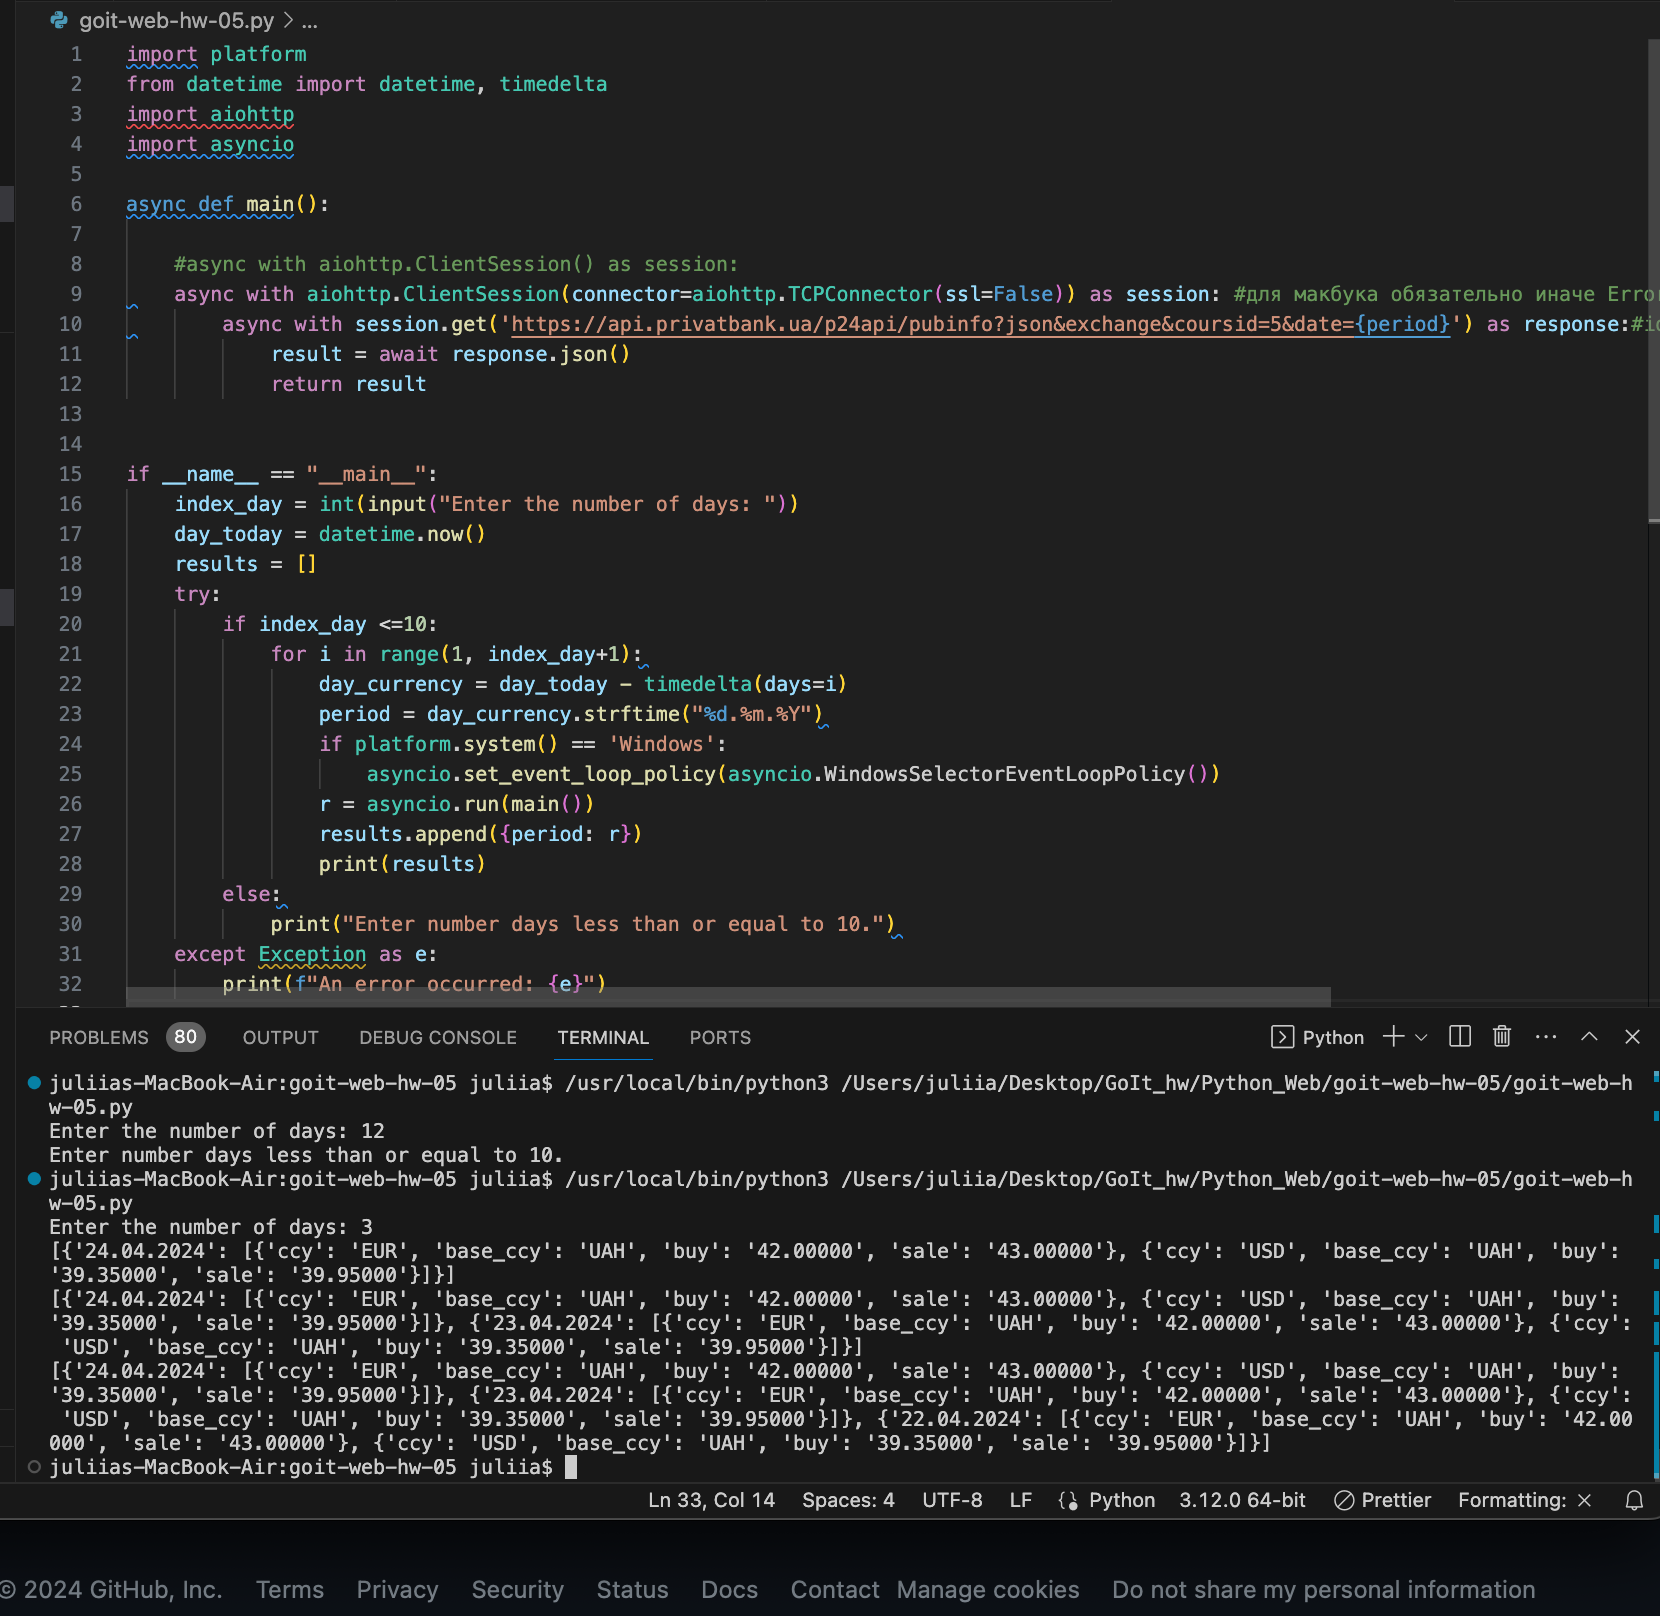 goit-web-hw-05.py > ...
1 import platform
2 from datetime import datetime, timedelta
3 import aiohttp
4 import asyncio
5
6 async def main():
7
8 #async with aiohttp.ClientSession() as session:
9 async with aiohttp.ClientSession(connector=aiohttp.TCPConnector(ssl=False)) as session: #для макбука обязательно иначе Erro
10 async with session.get('https://api.privatbank.ua/p24api/pubinfo?json&exchange&coursid=5&date={period}') as response:#
11 result = await response.json()
12 return result
13
14
15 if __name__ == "__main__":
16 index_day = int(input("Enter the number of days: "))
17 day_today = datetime.now()
18 results = []
19 try:
20 if index_day <=10:
21 for i in range(1, index_day+1):
22 day_currency = day_today - timedelta(days=i)
23 period = day_currency.strftime("%d.%m.%Y")
24 if platform.system() == 'Windows':
25 asyncio.set_event_loop_policy(asyncio.WindowsSelectorEventLoopPolicy())
26 r = asyncio.run(main())
27 results.append({period: r})
28 print(results)
29 else:
30 print("Enter number days less than or equal to 10.")
31 except Exception as e:
32 print(f"An error occurred: {e}")
PROBLEMS 80 OUTPUT DEBUG CONSOLE TERMINAL PORTS Python
juliias-MacBook-Air:goit-web-hw-05 juliia$ /usr/local/bin/python3 /Users/juliia/Desktop/GoIt_hw/Python_Web/goit-web-hw-05/goit-web-h
w-05.py
Enter the number of days: 12
Enter number days less than or equal to 10.
juliias-MacBook-Air:goit-web-hw-05 juliia$ /usr/local/bin/python3 /Users/juliia/Desktop/GoIt_hw/Python_Web/goit-web-hw-05/goit-web-h
w-05.py
Enter the number of days: 3
[{'24.04.2024': [{'ccy': 'EUR', 'base_ccy': 'UAH', 'buy': '42.00000', 'sale': '43.00000'}, {'ccy': 'USD', 'base_ccy': 'UAH', 'buy':
'39.35000', 'sale': '39.95000'}]}]
[{'24.04.2024': [{'ccy': 'EUR', 'base_ccy': 'UAH', 'buy': '42.00000', 'sale': '43.00000'}, {'ccy': 'USD', 'base_ccy': 'UAH', 'buy':
'39.35000', 'sale': '39.95000'}]}, {'23.04.2024': [{'ccy': 'EUR', 'base_ccy': 'UAH', 'buy': '42.00000', 'sale': '43.00000'}, {'ccy':
'USD', 'base_ccy': 'UAH', 'buy': '39.35000', 'sale': '39.95000'}]}]
[{'24.04.2024': [{'ccy': 'EUR', 'base_ccy': 'UAH', 'buy': '42.00000', 'sale': '43.00000'}, {'ccy': 'USD', 'base_ccy': 'UAH', 'buy':
'39.35000', 'sale': '39.95000'}]}, {'23.04.2024': [{'ccy': 'EUR', 'base_ccy': 'UAH', 'buy': '42.00000', 'sale': '43.00000'}, {'ccy':
'USD', 'base_ccy': 'UAH', 'buy': '39.35000', 'sale': '39.95000'}]}, {'22.04.2024': [{'ccy': 'EUR', 'base_ccy': 'UAH', 'buy': '42.00
000', 'sale': '43.00000'}, {'ccy': 'USD', 'base_ccy': 'UAH', 'buy': '39.35000', 'sale': '39.95000'}]}]
juliias-MacBook-Air:goit-web-hw-05 juliia$
Ln 33, Col 14 Spaces: 4 UTF-8 LF Python 3.12.0 64-bit Prettier Formatting: ×
© 2024 GitHub, Inc. Terms Privacy Security Status Docs Contact Manage cookies Do not share my personal information